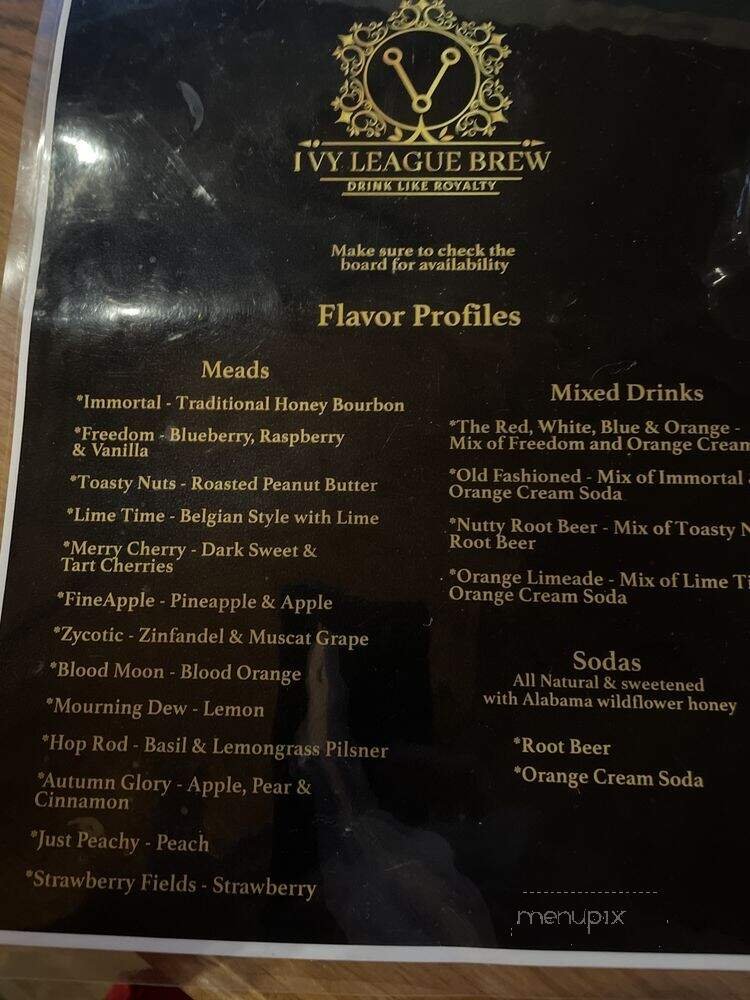 IVY LEAGUE BREW
DRINK LIKE ROYALTY
Make sure to check the
board for availability
Flavor Profiles
Meads
*Immortal - Traditional Honey Bourbon
*Freedom - Blueberry, Raspberry
& Vanilla
*Toasty Nuts - Roasted Peanut Butter
*Lime Time - Belgian Style with Lime
*Merry Cherry - Dark Sweet &
Tart Cherries
*FineApple - Pineapple & Apple
*Zycotic - Zinfandel & Muscat Grape
*Blood Moon - Blood Orange
*Mourning Dew - Lemon
*Hop Rod - Basil & Lemongrass Pilsner
*Autumn Glory - Apple, Pear &
Cinnamon
*Just Peachy - Peach
*Strawberry Fields - Strawberry
Mixed Drinks
*The Red, White, Blue & Orange -
Mix of Freedom and Orange Cream
*Old Fashioned - Mix of Immortal
Orange Cream Soda
*Nutty Root Beer - Mix of Toasty
Root Beer
*Orange Limeade - Mix of Lime
Orange Cream Soda
Sodas
All Natural & sweetened
with Alabama wildflower honey
*Root Beer
*Orange Cream Soda
menupix